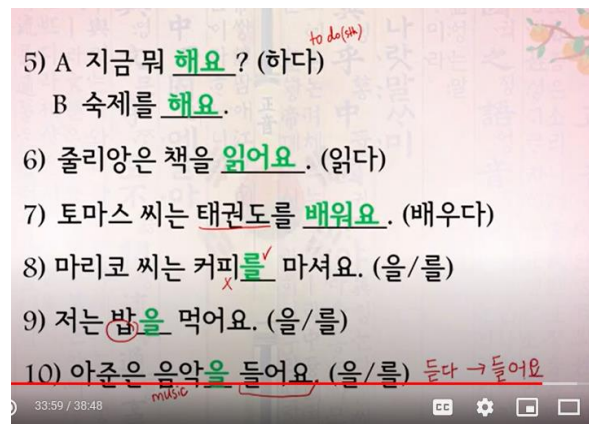 to do (sth)
5) A 지금 뭐 해요? (하다)
B 숙제를 해요.
6) 줄리앙은 책을 읽어요. (읽다)
7) 토마스 씨는 태권도를 배워요. (배우다)
8) 마리코 씨는 커피를 마셔요. (을/를)
x
9) 저는 밥을 먹어요. (을/를)
10) 아준은 음악을 들어요. (을/를) 듣다 → 들어요
music
33:59 / 38:48 CC